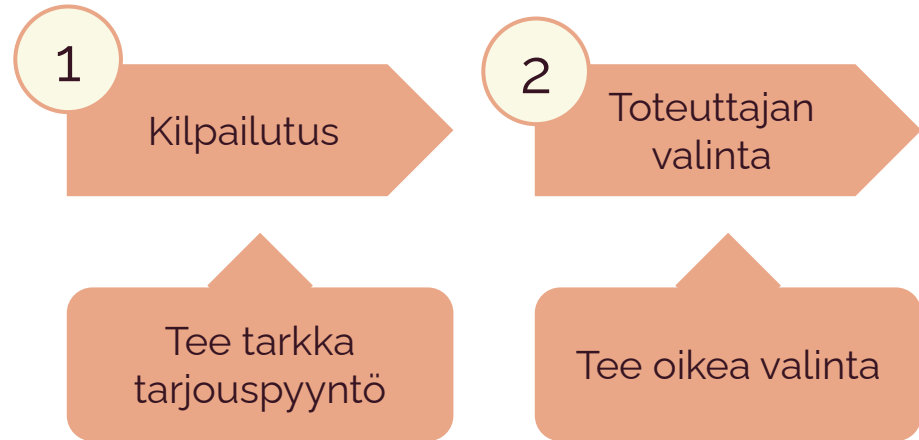 1
Kilpailutus
2
Toteuttajan
valinta
Tee tarkka
tarjouspyyntö
Tee oikea valinta